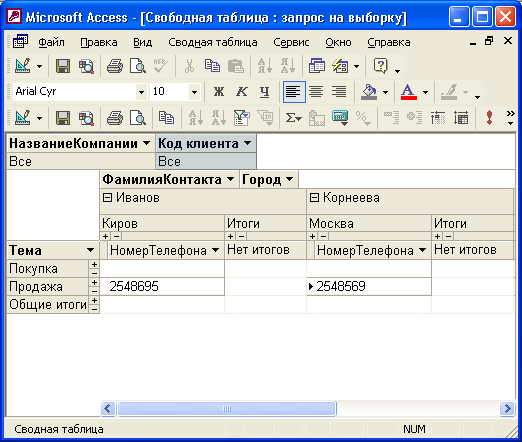 Microsoft Access - [Свободная таблица : запрос на выборку]
Файл Правка Вид Сводная таблица Сервис Окно Справка
Arial Cyr 10 Ж К Ч
НазваниеКомпании Код клиента
Все Все
ФамилияКонтакта Город
Иванов Корнеева
Киров Итоги Москва Итоги
Тема НомерТелефона Нет итогов НомерТелефона Нет итогов
Покупка
Продажа 2548695 2548569
Общие итоги
Сводная таблица NUM